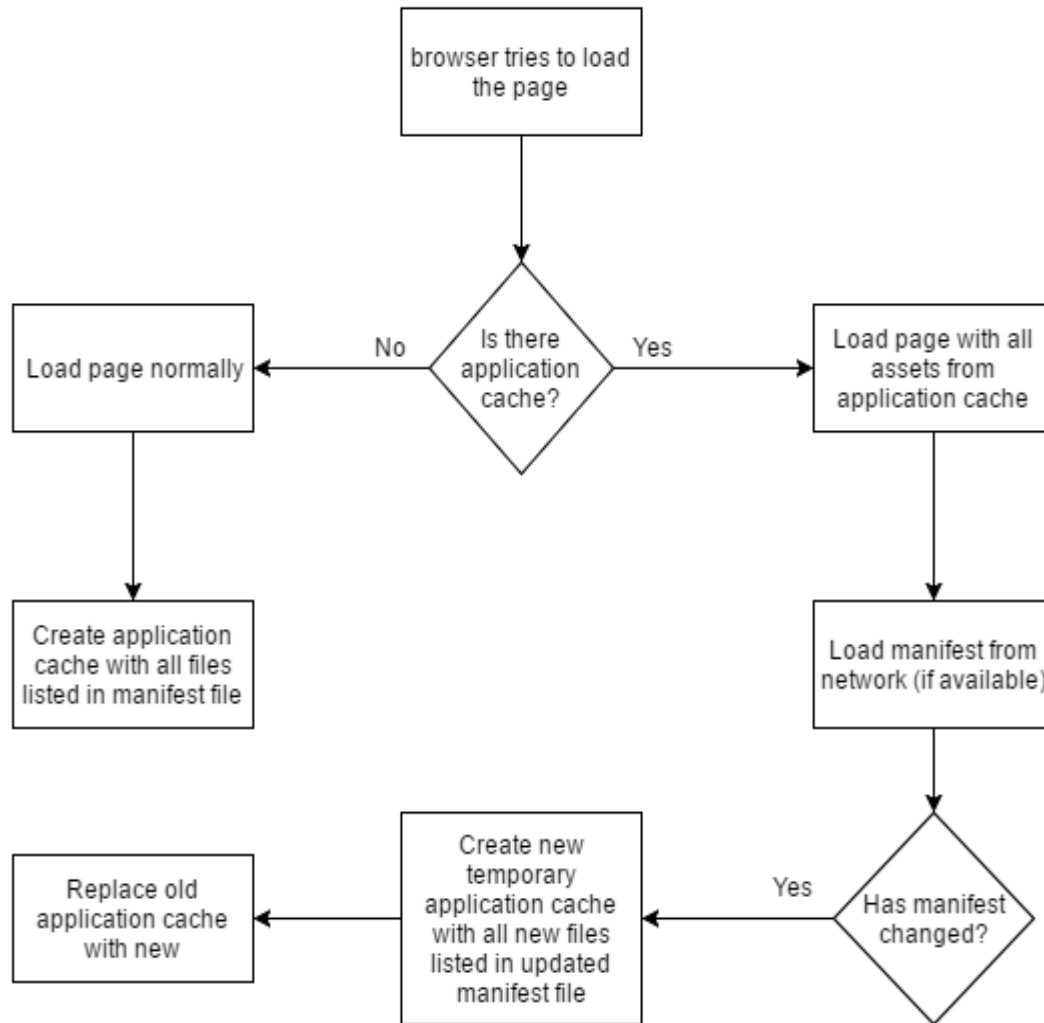 browser tries to load
the page
Is there
application
cache?
No
Yes
Load page normally
Load page with all
assets from
application cache
Create application
cache with all files
listed in manifest file
Load manifest from
network (if available)
Has manifest
changed?
Yes
Create new
temporary
application cache
with all new files
listed in updated
manifest file
Replace old
application cache
with new